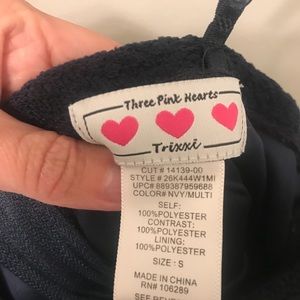 Three Pink Hearts
Trixxi
CUT # 14139-00
STYLE # 26K444W1MI
UPC# 889387959688
COLOR# NVY/MULTI
SELF:
100%POLYESTER
CONTRAST:
100%POLYESTER
LINING:
100%POLYESTER
SIZE : S
MADE IN CHINA
RN# 106289